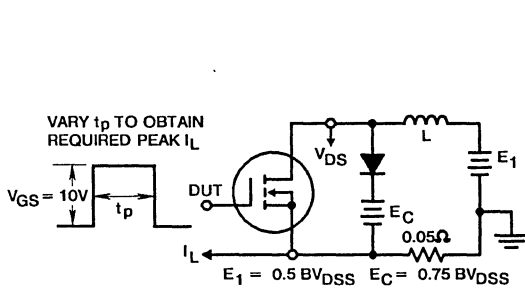 VARY tp TO OBTAIN
REQUIRED PEAK IL
VGS = 10V
tp
DUT
VDS
L
E1
EC
0.05Ω
IL
E1 = 0.5 BVDSS EC = 0.75 BVDSS